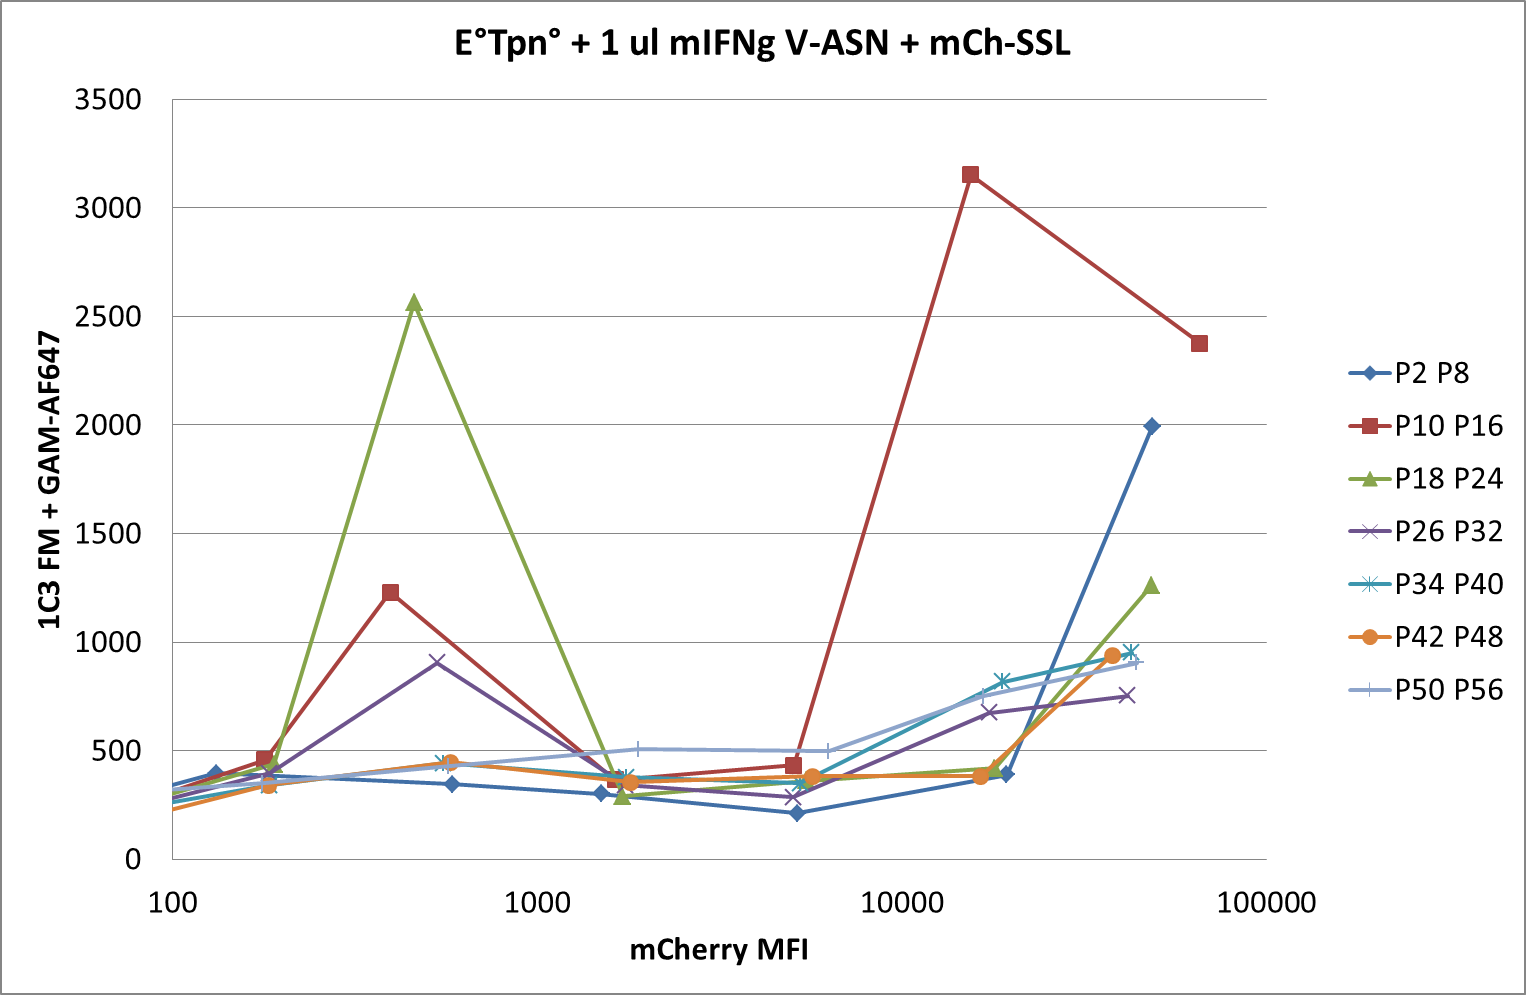 E°Tpn° + 1 ul mIFNg V-ASN + mCh-SSL
3500
3000
2500
2000
1500
1000
500
0
1C3 FM + GAM-AF647
100
1000
10000
100000
mCherry MFI
P2 P8
P10 P16
P18 P24
P26 P32
P34 P40
P42 P48
P50 P56